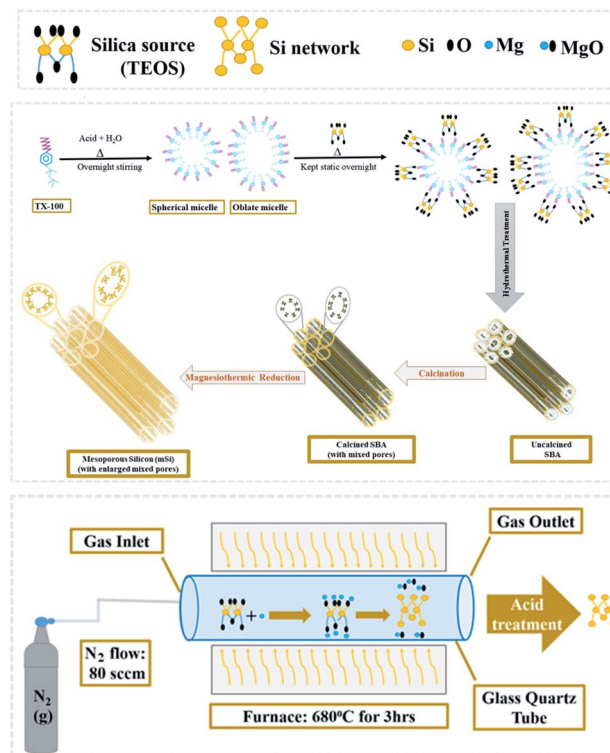 Silica source
(TEOS)
Si network
Si
O
Mg
MgO
TX-100
Acid + H₂O
Δ
Overnight stirring
Spherical micelle
Oblate micelle
Δ
Kept static overnight
Hydrothermal Treatment
Magnesiothermic Reduction
Calcination
Mesoporous Silicon (mSi)
(with enlarged mixed pores)
Calcined SBA
(with mixed pores)
Uncalcined
SBA
Gas Inlet
Gas Outlet
+
N₂ flow:
80 sccm
N₂
(g)
Furnace: 680⁰C for 3hrs
Glass Quartz
Tube
Acid
treatment